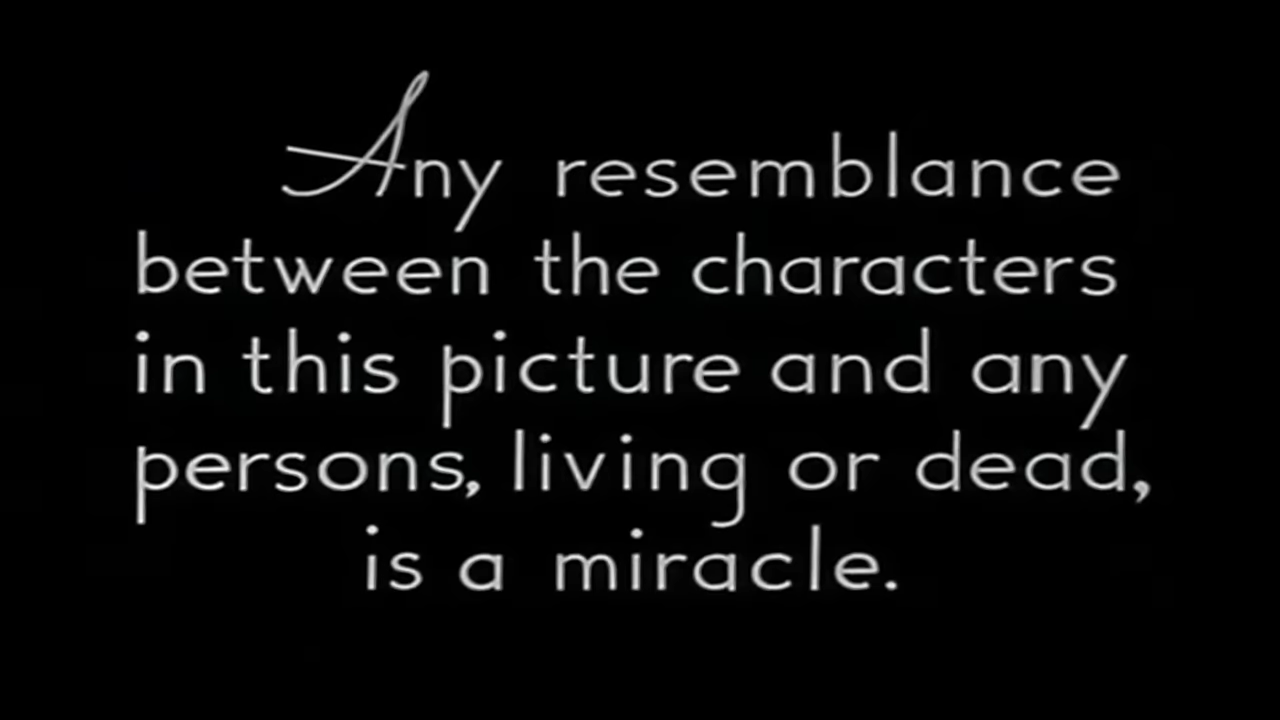 Any resemblance
between the characters
in this picture and any
persons, living or dead,
is a miracle.